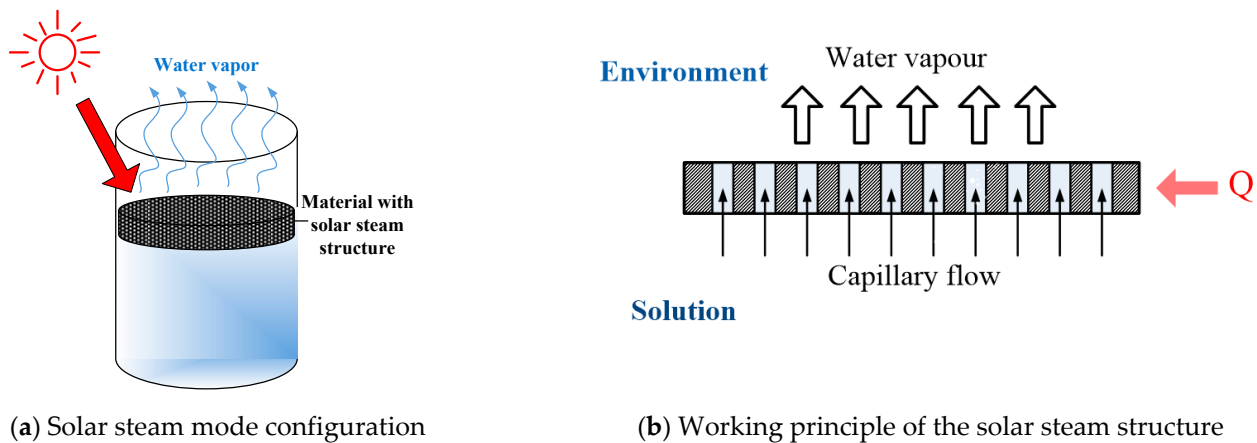 Water vapor
Material with
solar steam
structure
(a) Solar steam mode configuration
Environment
Water vapour
Q
Capillary flow
Solution
(b) Working principle of the solar steam structure